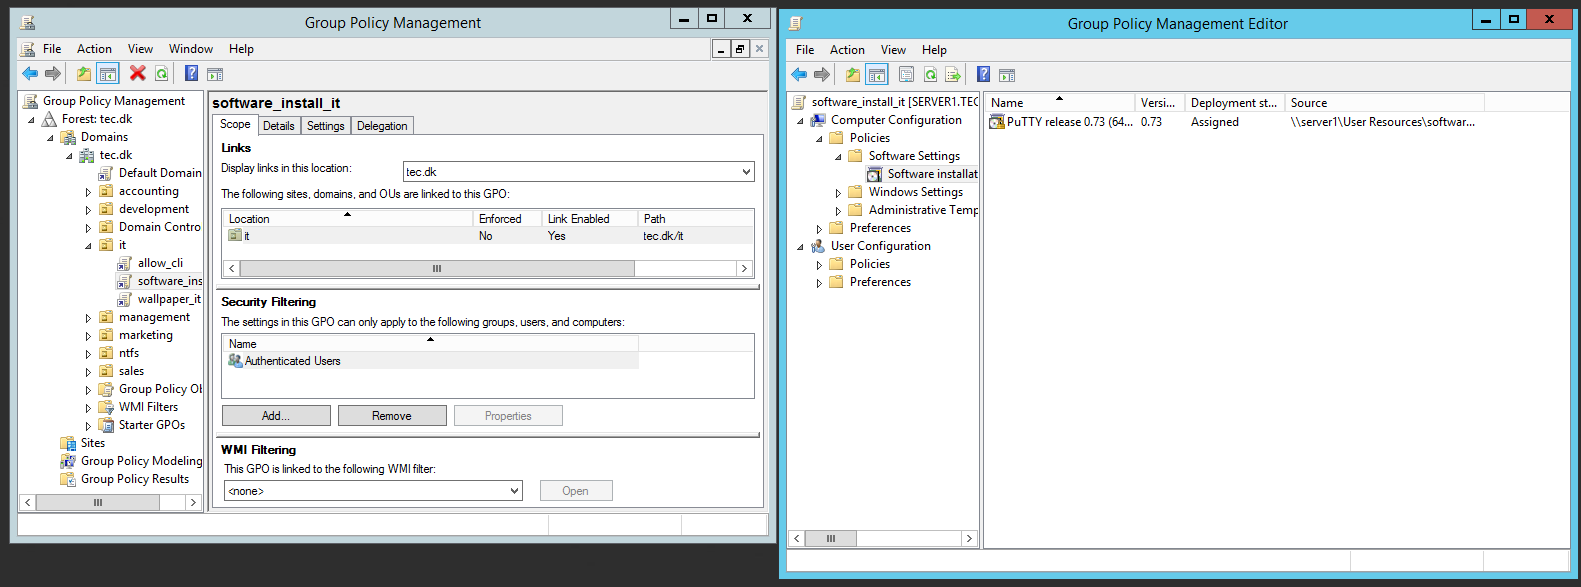 Group Policy Management
File Action View Window Help
Group Policy Management
Forest: tec.dk
Domains
tec.dk
Default Domain
accounting
development
Domain Contro
it
allow_cli
software_ins
wallpaper_it
management
marketing
ntfs
sales
Group Policy Ob
WMI Filters
Starter GPOs
Sites
Group Policy Modeling
Group Policy Results
software_install_it
Scope Details Settings Delegation
Links
Display links in this location: tec.dk
The following sites, domains, and OUs are linked to this GPO:
Location Enforced Link Enabled Path
it No Yes tec.dk/it
Security Filtering
The settings in this GPO can only apply to the following groups, users, and computers:
Name
Authenticated Users
Add... Remove Properties
WMI Filtering
This GPO is linked to the following WMI filter:
<none> Open
Group Policy Management Editor
File Action View Help
software_install_it [SERVER1.TEC
Computer Configuration
Policies
Software Settings
Software installat
Windows Settings
Administrative Temp
Preferences
User Configuration
Policies
Preferences
Name Versi... Deployment st... Source
PuTTY release 0.73 (64... 0.73 Assigned \\server1\User Resources\softwar...